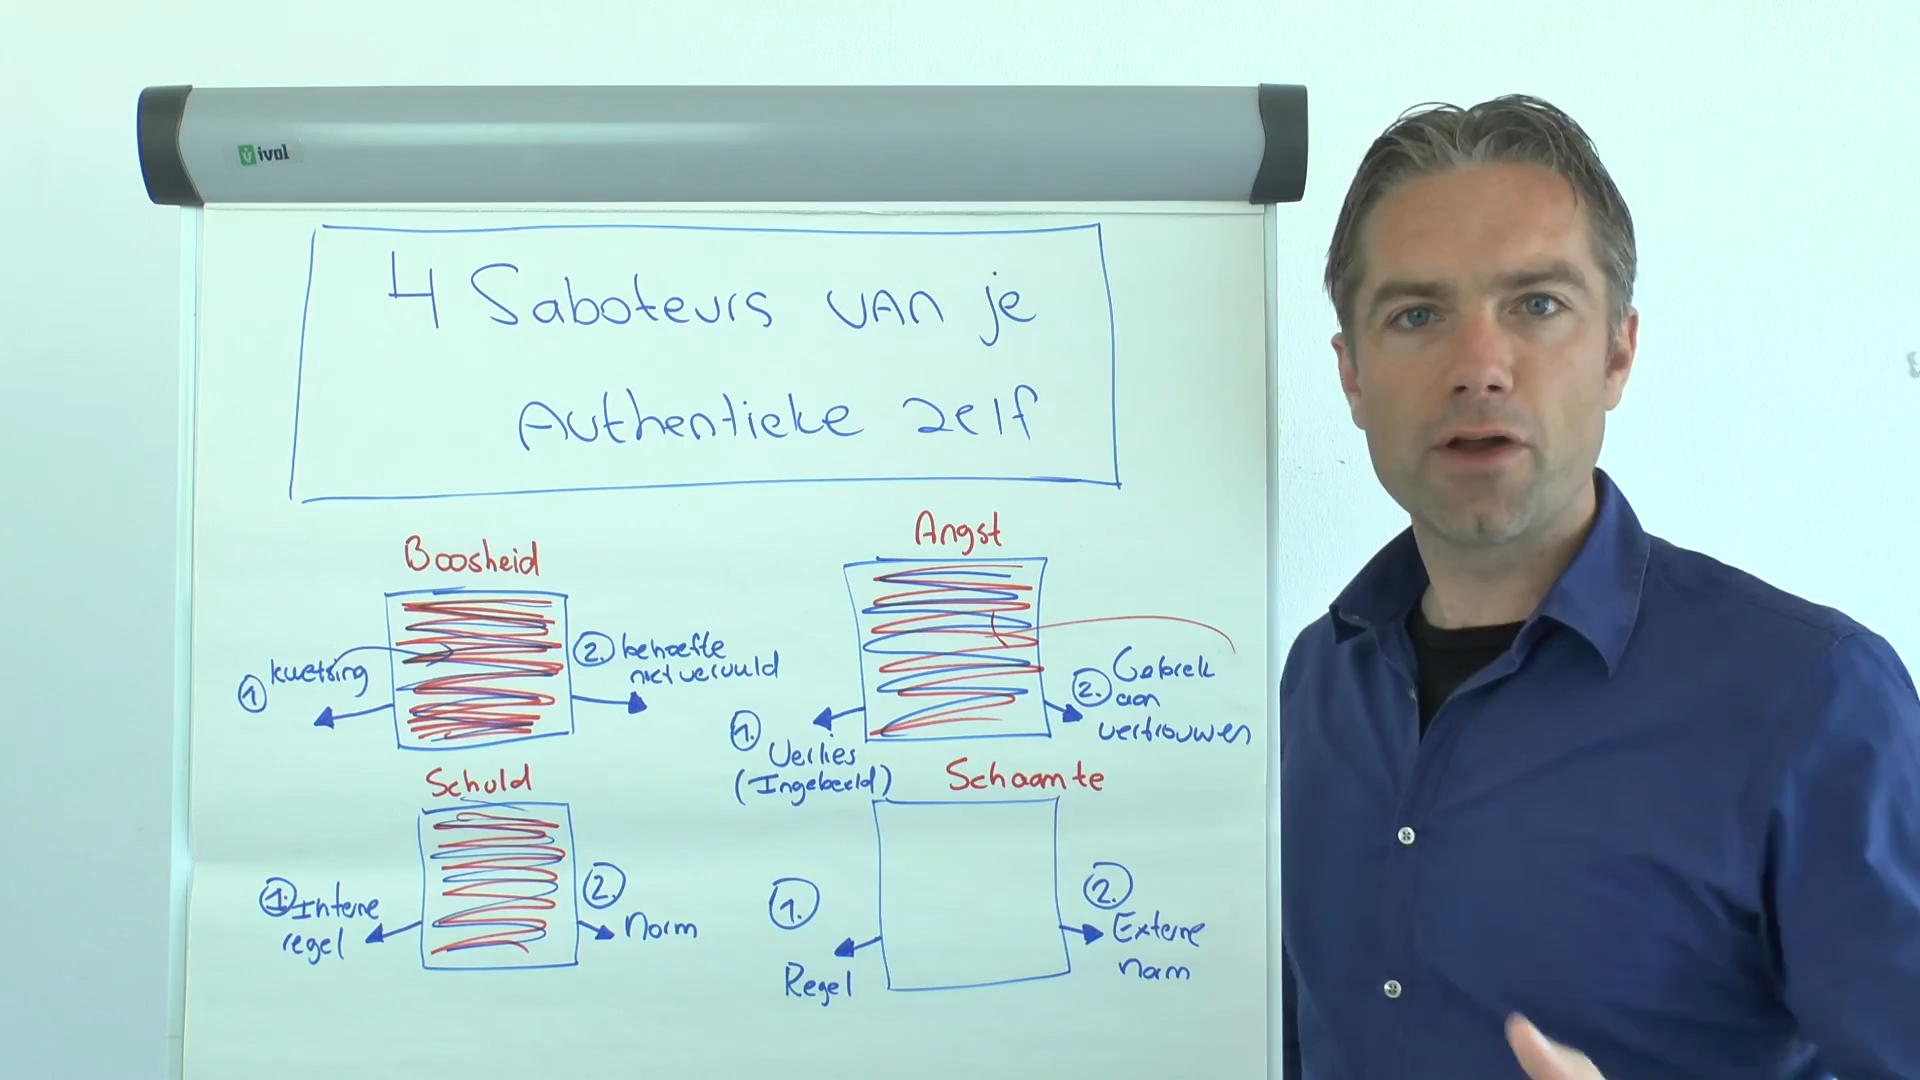 ivol
4 Saboteurs van je
Authentieke zelf
Boosheid
1 kwetsing
2. behoefte
niet vervuld
Angst
1. Verlies
(Ingebeeld)
2. Gebrek
aan
vertrouwen
Schuld
1. Interne
regel
2.
Norm
Schaamte
1.
Regel
2.
Externe
norm